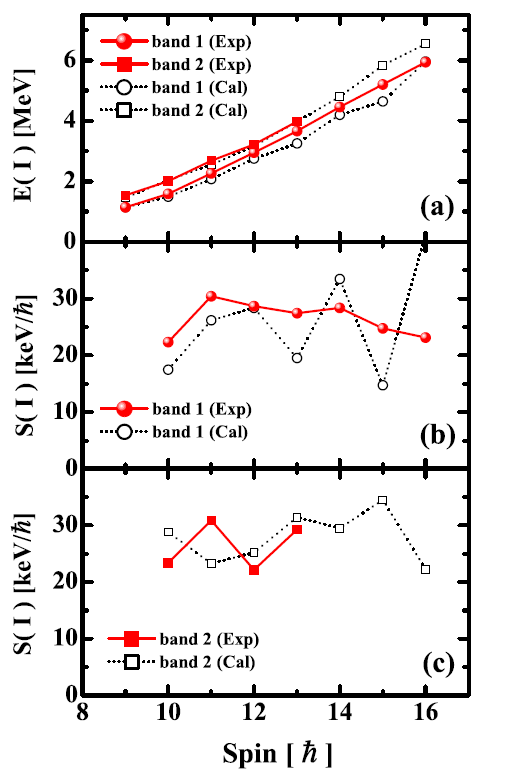 E( I ) [MeV]
6
4
2
0
band 1 (Exp)
band 2 (Exp)
band 1 (Cal)
band 2 (Cal)
(a)
S( I ) [keV/ℏ]
30
20
10
0
band 1 (Exp)
band 1 (Cal)
(b)
S( I ) [keV/ℏ]
30
20
10
0
band 2 (Exp)
band 2 (Cal)
(c)
8 10 12 14 16
Spin [ ℏ ]